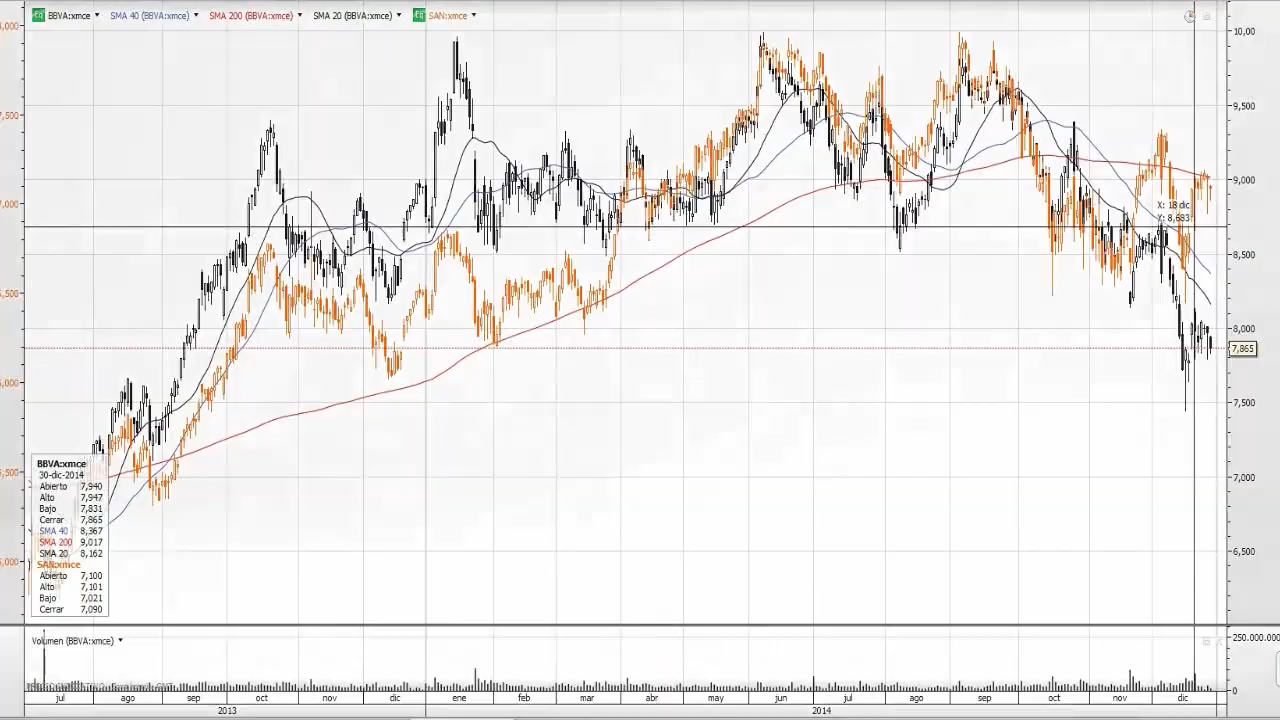 BBVA:xmce SMA 40 (BBVA:xmce) SMA 200 (BBVA:xmce) SMA 20 (BBVA:xmce) SAN:xmce
10,00
9,500
9,000
X: 18 dic
Y: 8,683
8,500
8,000
7,865
7,500
7,000
6,500
7,000
BBVA:xmce
30-dic-2014
Abierto 7,940
Alto 7,947
Bajo 7,831
Cerrar 7,865
SMA 40 8,367
SMA 200 9,017
SMA 20 8,162
SAN:xmce
Abierto 7,100
Alto 7,101
Bajo 7,021
Cerrar 7,090
Volumen (BBVA:xmce)
250.000.000
0
jul ago sep oct nov dic ene feb mar abr may jun jul ago sep oct nov dic
2013 2014